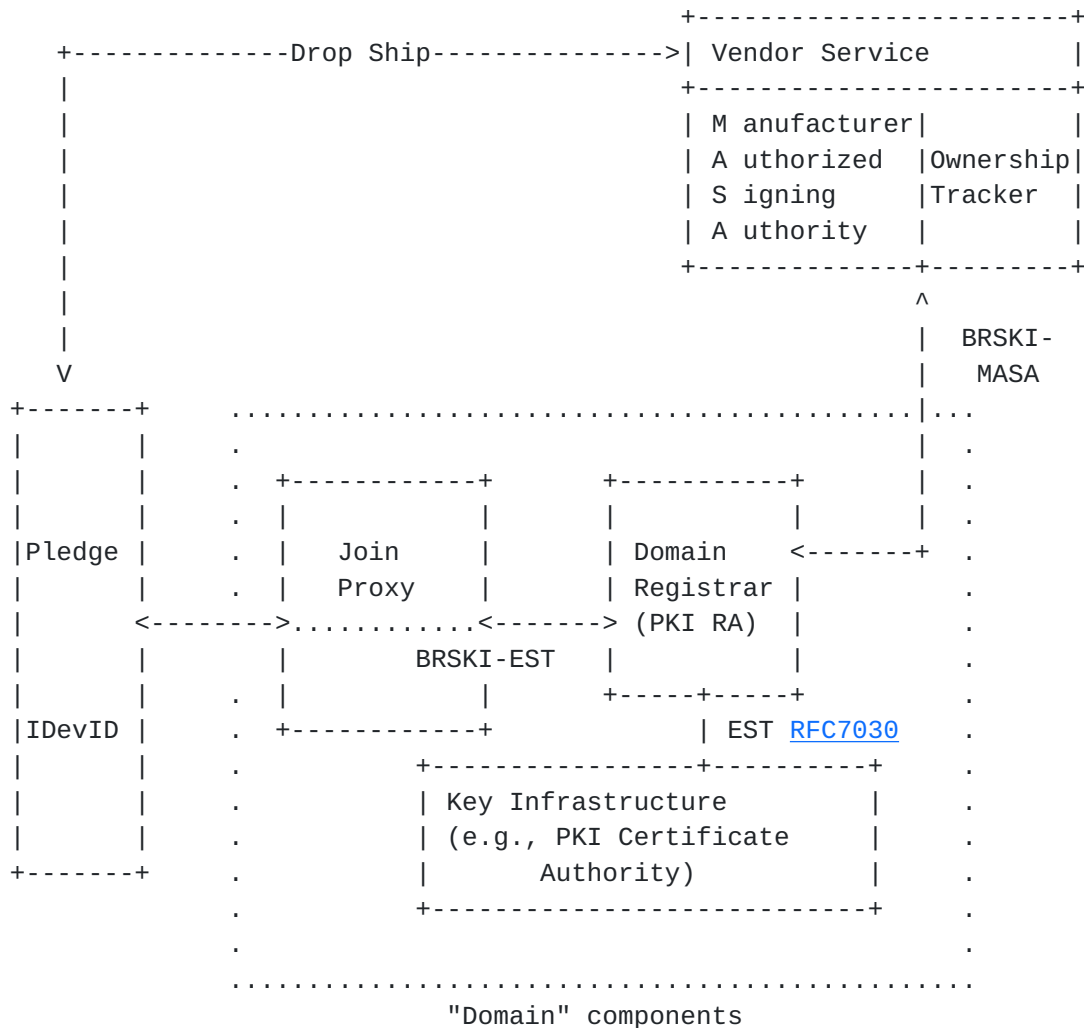 Drop Ship
Vendor Service
M anufacturer
A uthorized Ownership
S igning Tracker
A uthority
BRSKI-
V MASA
Pledge Join Domain
Proxy Registrar
(PKI RA)
BRSKI-EST
IDevID EST RFC7030
Key Infrastructure
(e.g., PKI Certificate
Authority)
"Domain" components